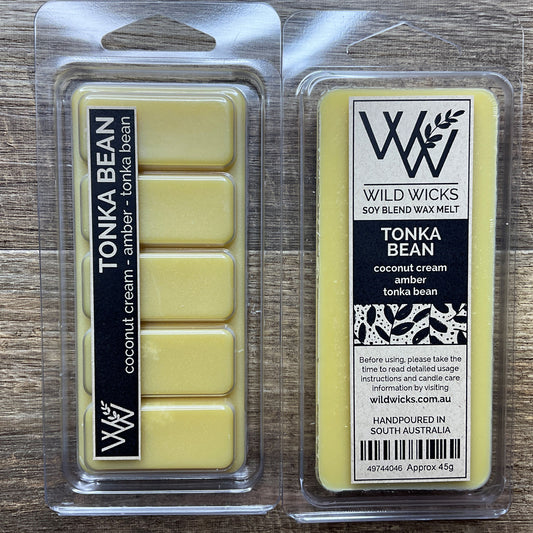 TONKA BEAN
coconut cream - amber - tonka bean
WW
WW
WILD WICKS
SOY BLEND WAX MELT
TONKA
BEAN
coconut cream
amber
tonka bean
Before using, please take the
time to read detailed usage
instructions and candle care
information by visiting
wildwicks.com.au
HANDPOURED IN
SOUTH AUSTRALIA
49744046 Approx 45g